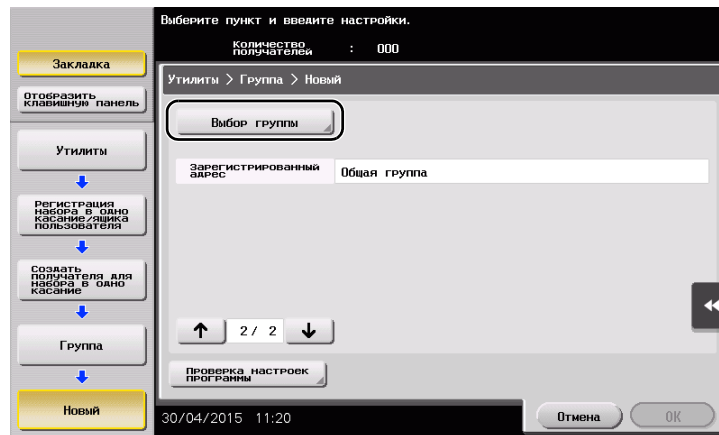 Выберите пункт и введите настройки.
Количество
получателей : 000
Закладка
Отобразить
клавишную панель
Утилиты
Регистрация
набора в одно
касание/ящика
пользователя
Создать
получателя для
набора в одно
касание
Группа
Новый
Утилиты > Группа > Новый
Выбор группы
Зарегистрированный
адрес
Общая группа
2/ 2
Проверка настроек
программы
30/04/2015 11:20
Отмена
OK